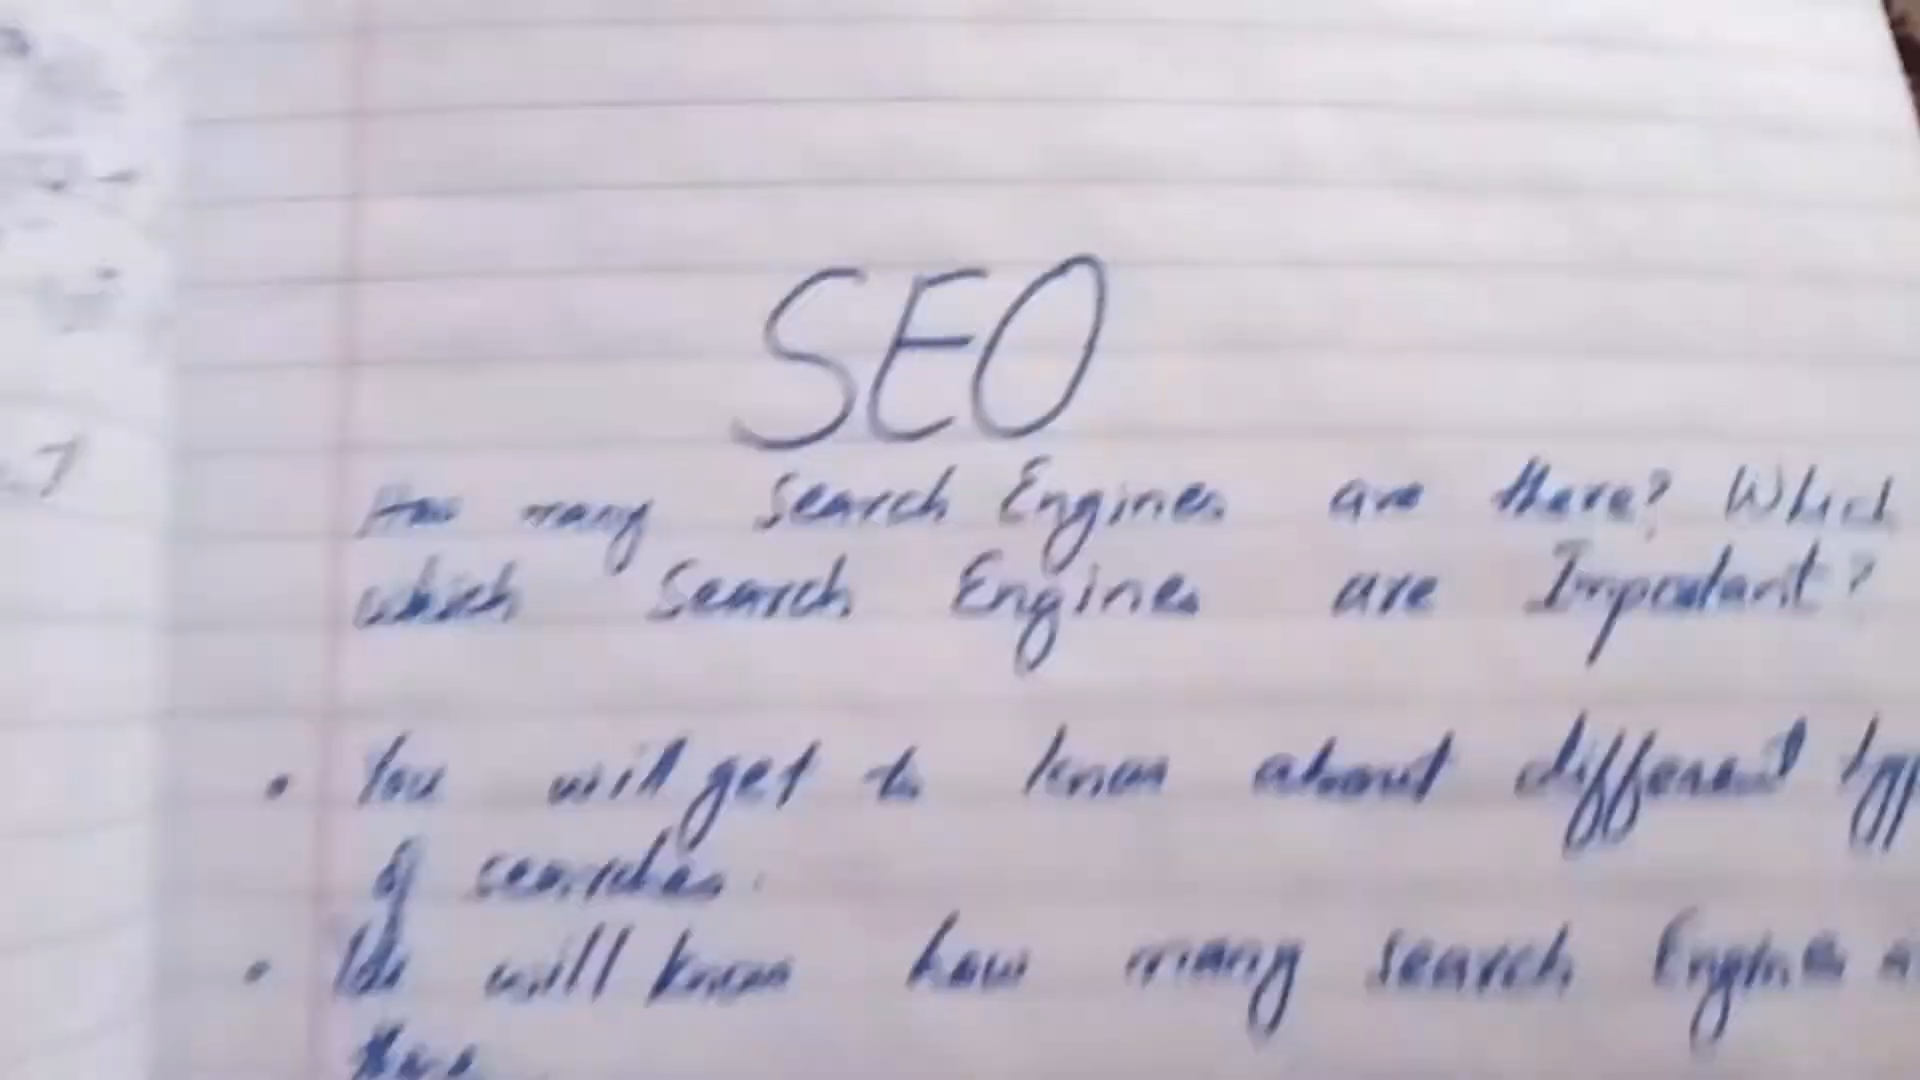 SEO
How many Search Engines are there? Which
which Search Engines are Important?
• You will get to know about different
of searches.
• will know how many search Engines